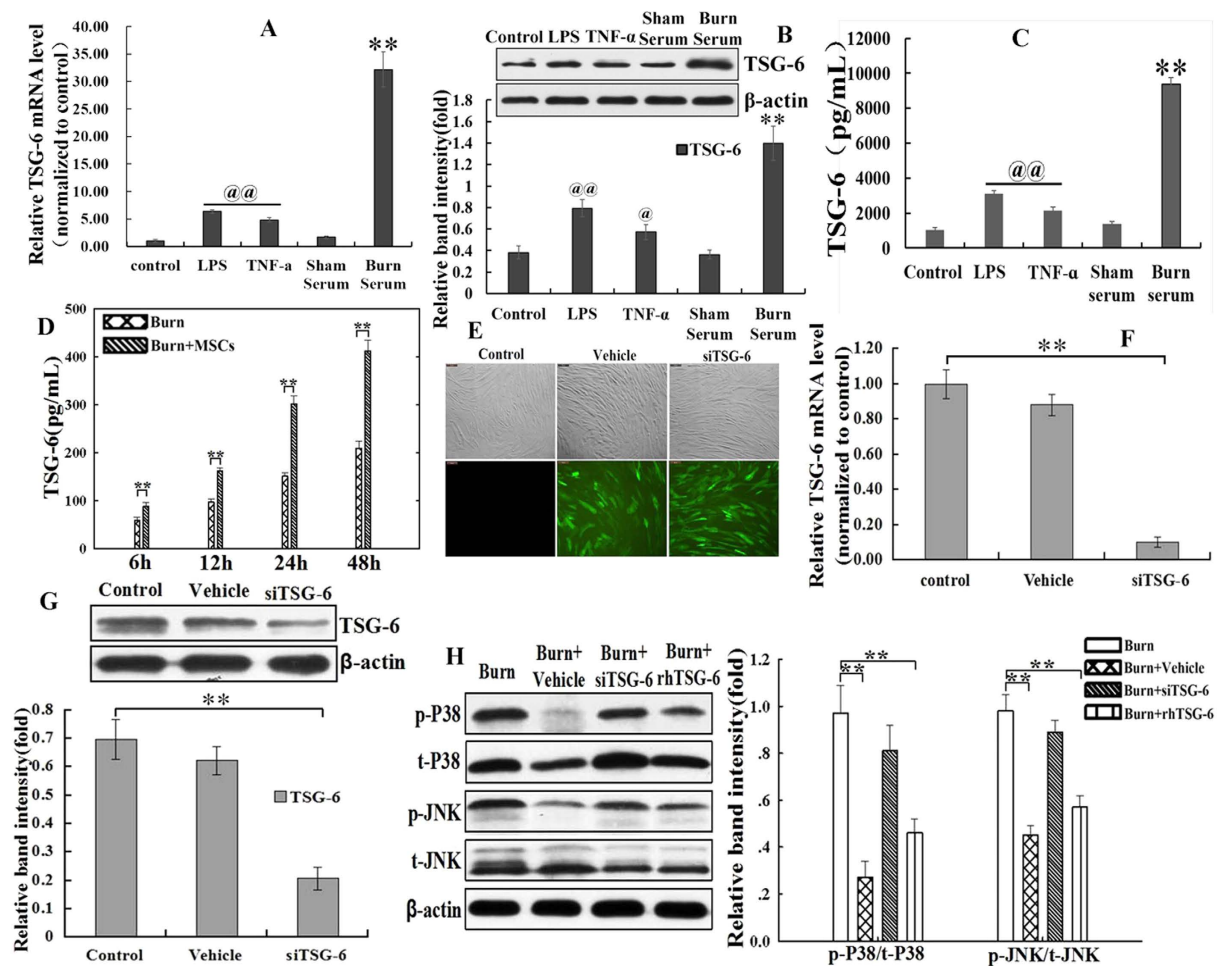 A
Relative TSG-6 mRNA level
(normalized to control)
40.00
35.00
30.00
25.00
20.00
15.00
10.00
5.00
0.00
@@
**
control
LPS
TNF-a
Sham
Serum
Burn
Serum
B
Control
LPS
TNF-α
Sham
Serum
Burn
Serum
TSG-6
β-actin
Relative band intensity(fold)
1.8
1.6
1.4
1.2
1
0.8
0.6
0.4
0.2
0
@@
@
**
TSG-6
Control
LPS
TNF-α
Sham
Serum
Burn
Serum
C
TSG-6 (pg/mL)
12000
10000
8000
6000
4000
2000
0
@@
**
Control
LPS
TNF-α
Sham
serum
Burn
serum
D
TSG-6(pg/mL)
500
400
300
200
100
0
Burn
Burn+MSCs
**
**
**
**
6h
12h
24h
48h
E
Control
Vehicle
siTSG-6
F
Relative TSG-6 mRNA level
(normalized to control)
1.20
1.00
0.80
0.60
0.40
0.20
0.00
**
control
Vehicle
siTSG-6
G
Control
Vehicle
siTSG-6
TSG-6
β-actin
Relative band intensity(fold)
0.8
0.7
0.6
0.5
0.4
0.3
0.2
0.1
0
**
TSG-6
Control
Vehicle
siTSG-6
H
Burn
Burn+
Vehicle
Burn+
siTSG-6
Burn+
rhTSG-6
p-P38
t-P38
p-JNK
t-JNK
β-actin
Relative band intensity(fold)
1.2
1.0
.8
.6
.4
.2
0.0
**
**
**
**
Burn
Burn+Vehicle
Burn+siTSG-6
Burn+rhTSG-6
p-P38/t-P38
p-JNK/t-JNK